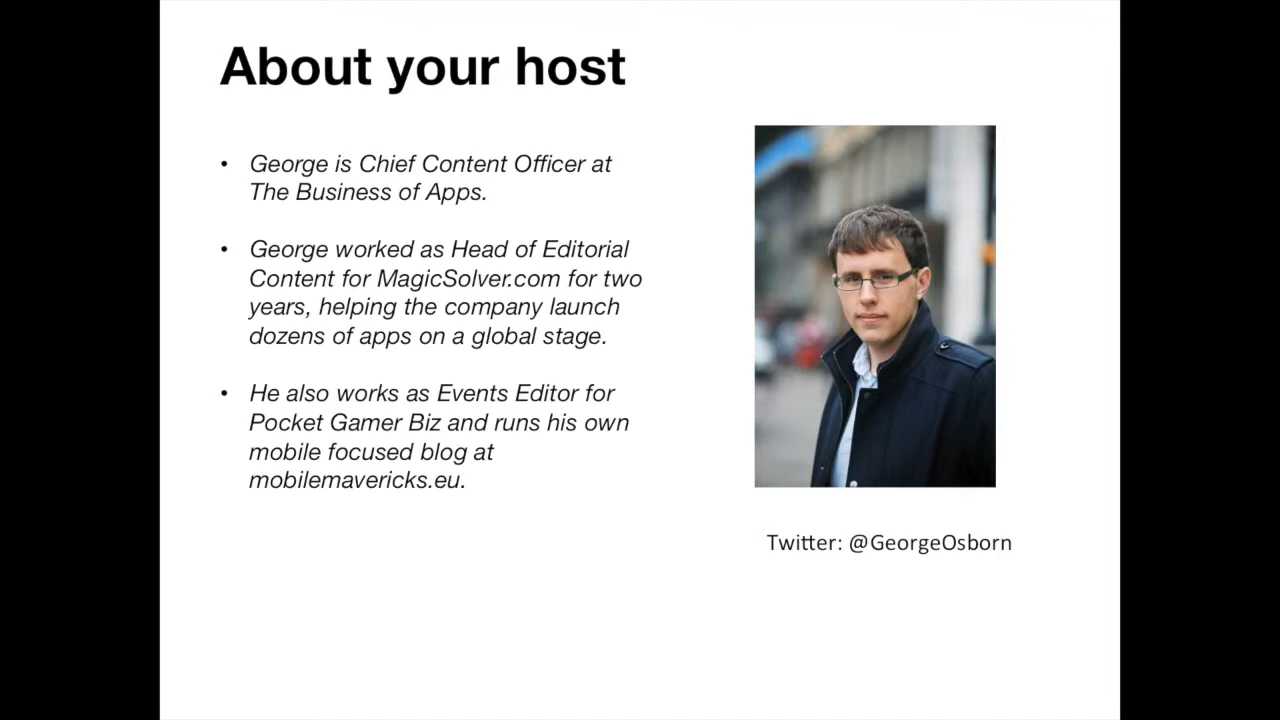 About your host
• George is Chief Content Officer at
The Business of Apps.
• George worked as Head of Editorial
Content for MagicSolver.com for two
years, helping the company launch
dozens of apps on a global stage.
• He also works as Events Editor for
Pocket Gamer Biz and runs his own
mobile focused blog at
mobilemavericks.eu.
Twitter: @GeorgeOsborn